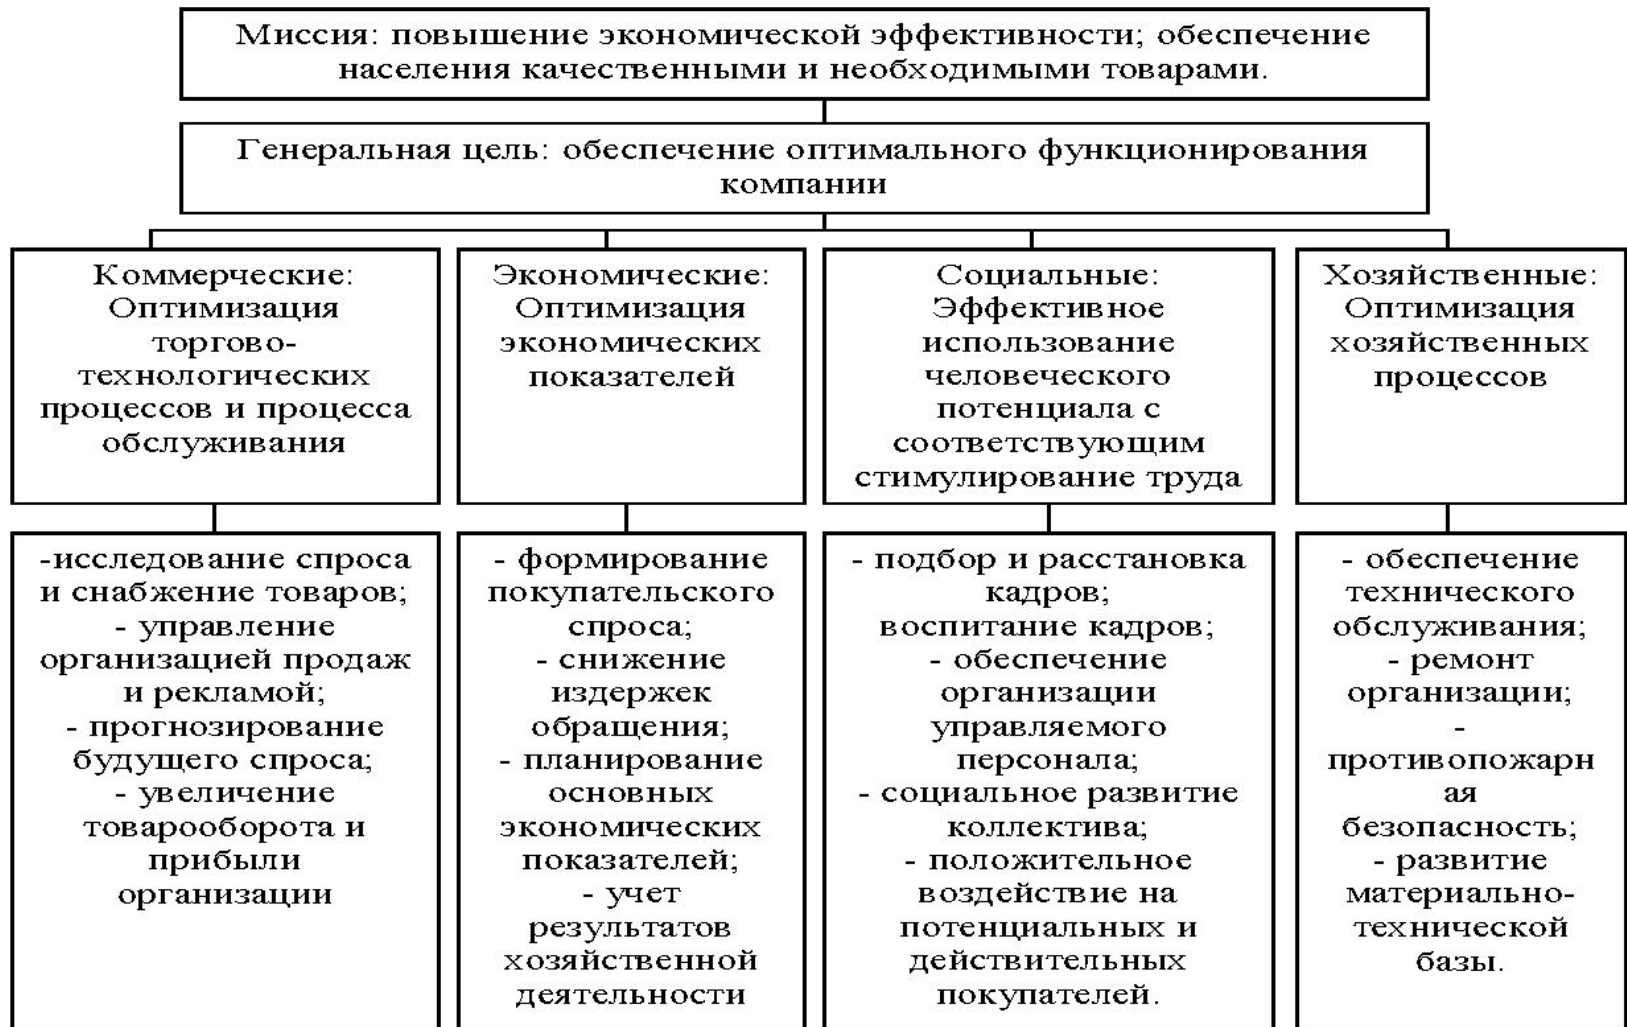 Миссия: повышение экономической эффективности; обеспечение
населения качественными и необходимыми товарами.
Генеральная цель: обеспечение оптимального функционирования
компании
Коммерческие:
Оптимизация
торгово-
технологических
процессов и процесса
обслуживания
Экономические:
Оптимизация
экономических
показателей
Социальные:
Эффективное
использование
человеческого
потенциала с
соответствующим
стимулирование труда
Хозяйственные:
Оптимизация
хозяйственных
процессов
-исследование спроса
и снабжение товаров;
- управление
организацией продаж
и рекламой;
- прогнозирование
будущего спроса;
- увеличение
товарооборота и
прибыли
организации
- формирование
покупательского
спроса;
- снижение
издержек
обращения;
- планирование
основных
экономических
показателей;
- учет
результатов
хозяйственной
деятельности
- подбор и расстановка
кадров;
воспитание кадров;
- обеспечение
организации
управляемого
персонала;
- социальное развитие
коллектива;
- положительное
воздействие на
потенциальных и
действительных
покупателей.
- обеспечение
технического
обслуживания;
- ремонт
организации;
-
противопожарн
ая
безопасность;
- развитие
материально-
технической
базы.